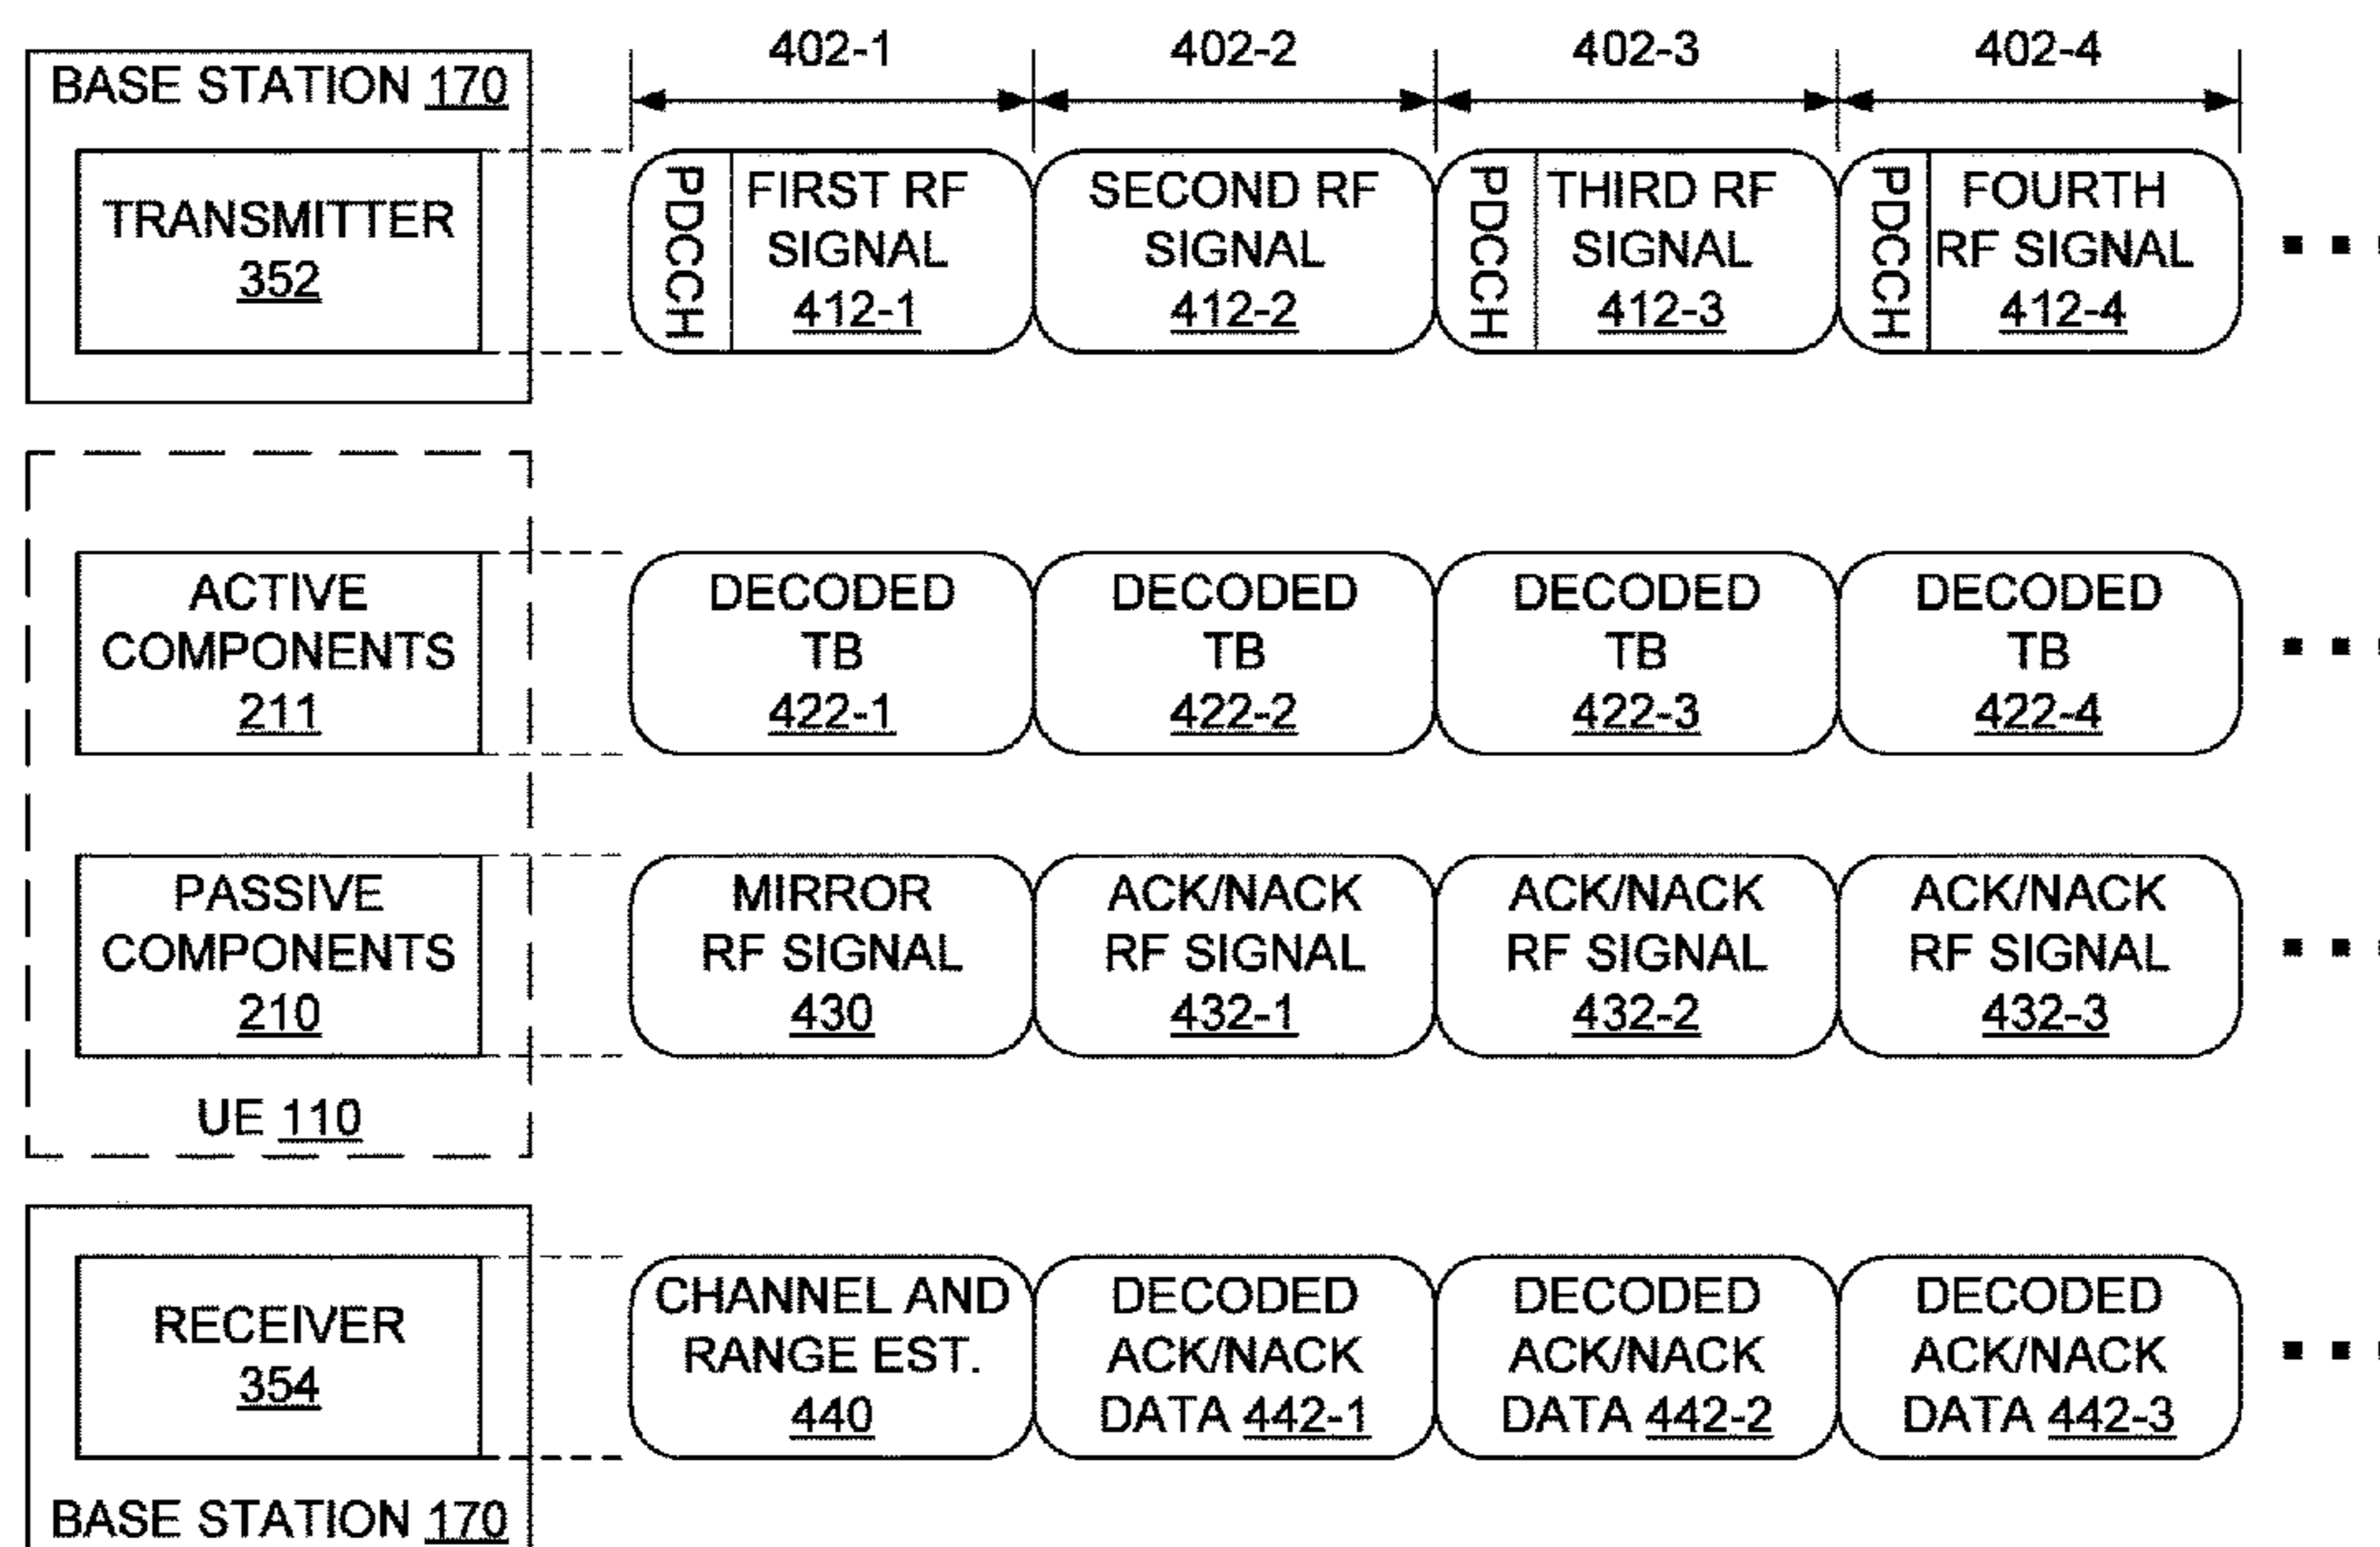 402-1 402-2 402-3 402-4
BASE STATION 170
TRANSMITTER
352
PDCCH
FIRST RF
SIGNAL
412-1
SECOND RF
SIGNAL
412-2
PDCCH
THIRD RF
SIGNAL
412-3
PDCCH
FOURTH
RF SIGNAL
412-4
ACTIVE
COMPONENTS
211
DECODED
TB
422-1
DECODED
TB
422-2
DECODED
TB
422-3
DECODED
TB
422-4
PASSIVE
COMPONENTS
210
MIRROR
RF SIGNAL
430
ACK/NACK
RF SIGNAL
432-1
ACK/NACK
RF SIGNAL
432-2
ACK/NACK
RF SIGNAL
432-3
UE 110
RECEIVER
354
CHANNEL AND
RANGE EST.
440
DECODED
ACK/NACK
DATA 442-1
DECODED
ACK/NACK
DATA 442-2
DECODED
ACK/NACK
DATA 442-3
BASE STATION 170